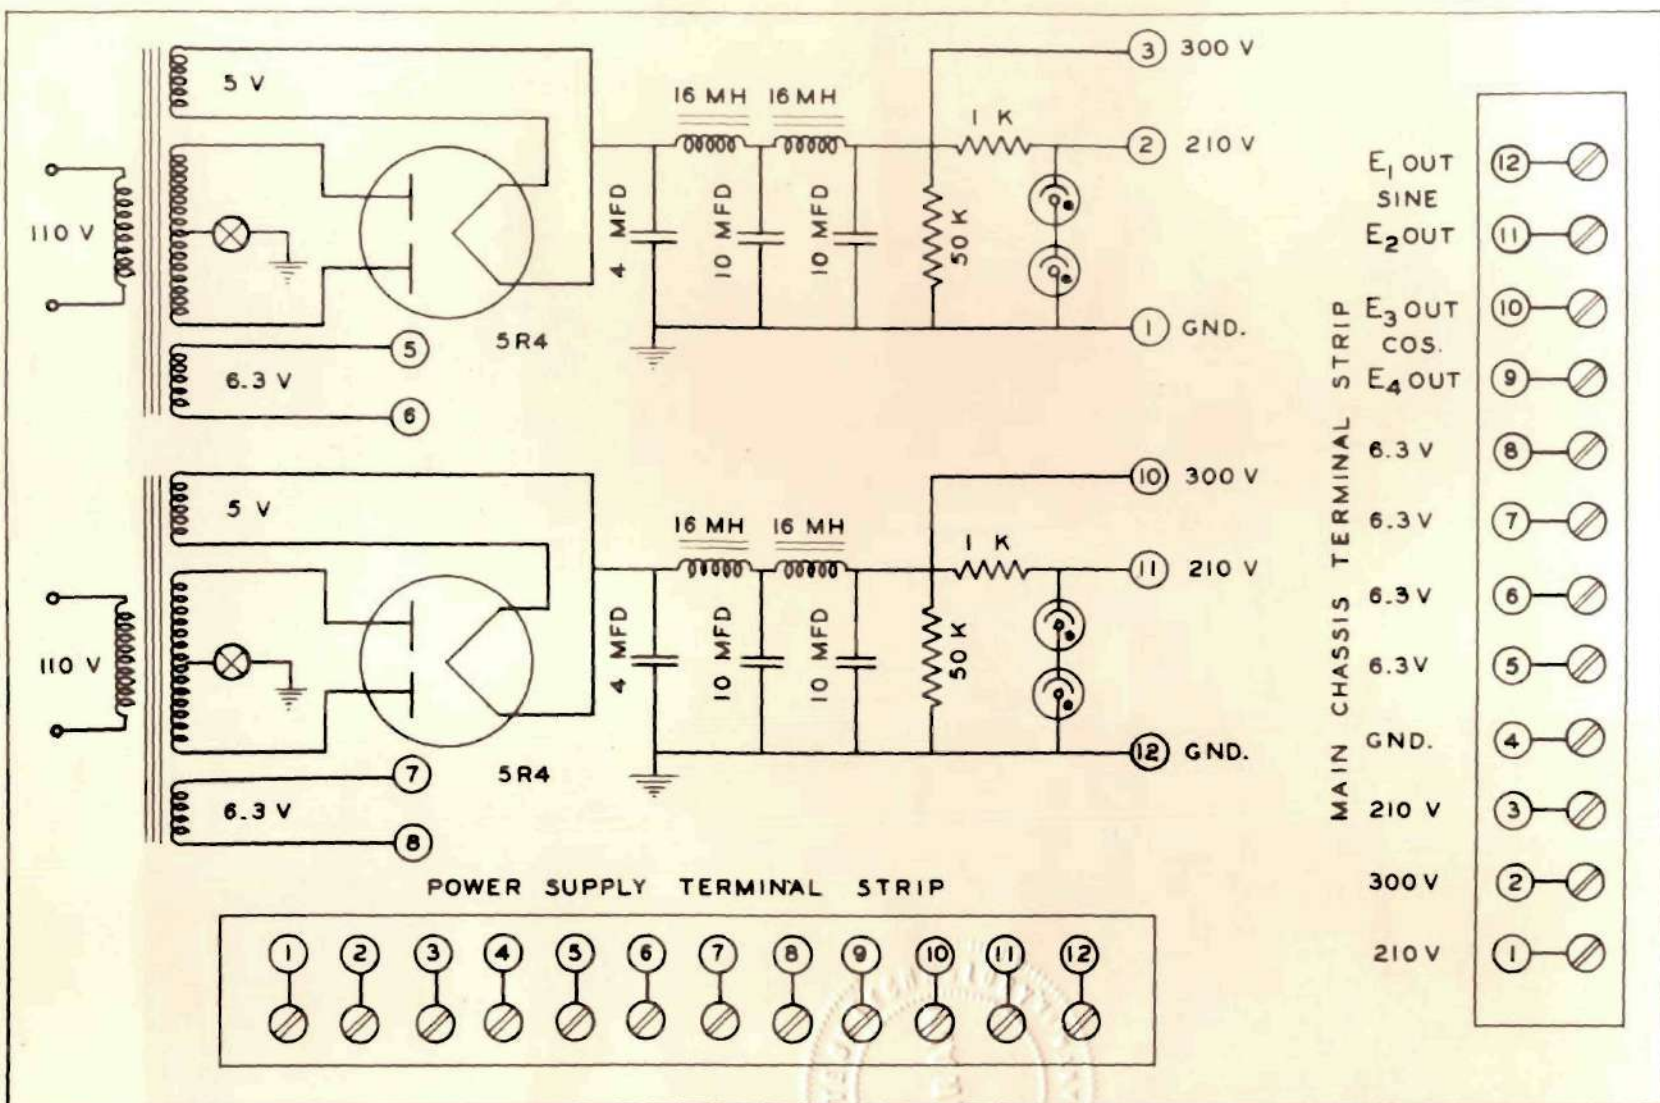 5 V
110 V
5R4
6.3 V
5
6
16 MH 16 MH
4 MFD
10 MFD
10 MFD
50 K
1 K
3 300 V
2 210 V
1 GND.
5 V
110 V
5R4
6.3 V
7
8
16 MH 16 MH
4 MFD
10 MFD
10 MFD
50 K
1 K
10 300 V
11 210 V
12 GND.
POWER SUPPLY TERMINAL STRIP
1 2 3 4 5 6 7 8 9 10 11 12
MAIN CHASSIS TERMINAL STRIP
E1 OUT 12
SINE
E2 OUT 11
E3 OUT 10
COS.
E4 OUT 9
6.3 V 8
6.3 V 7
6.3 V 6
6.3 V 5
GND. 4
210 V 3
300 V 2
210 V 1